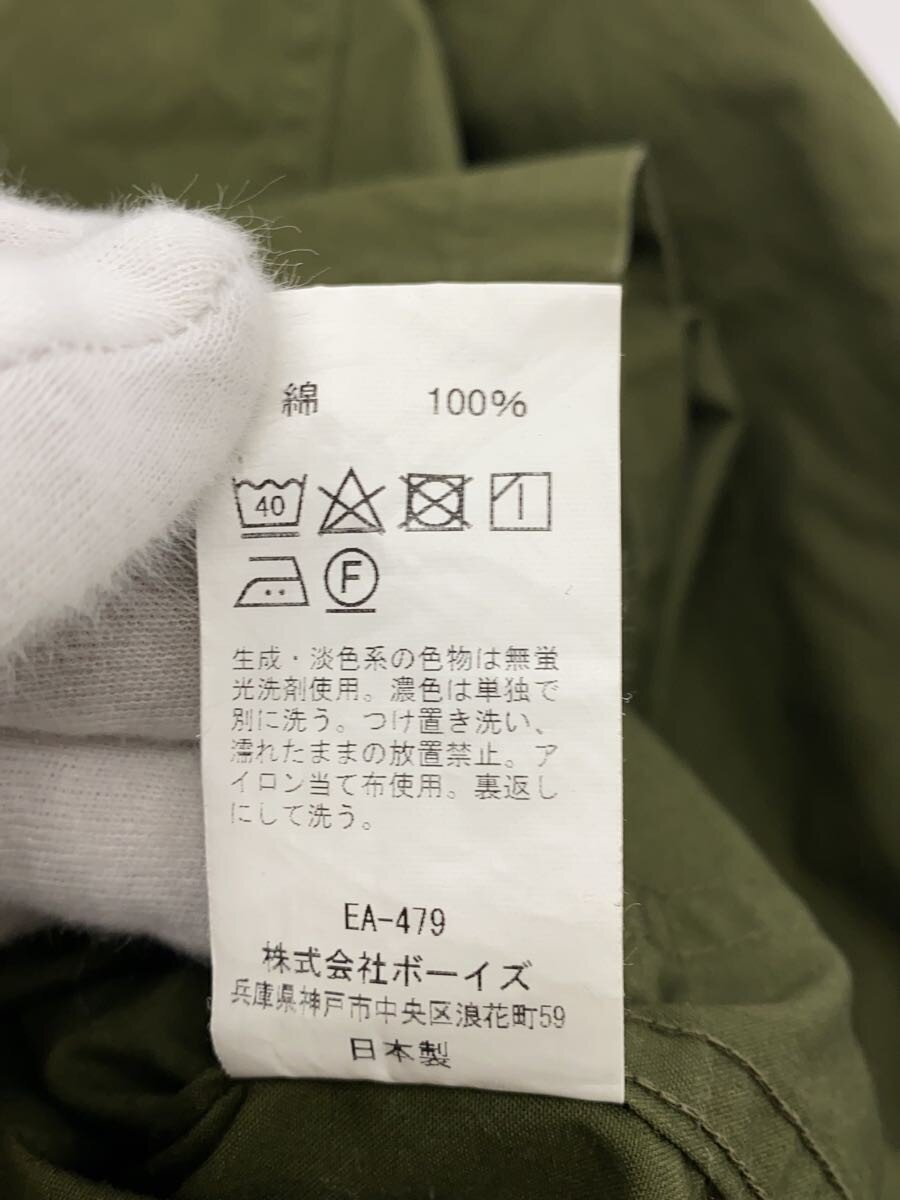 綿 100%
40
F
生成・淡色系の色物は無蛍
光洗剤使用。濃色は単独で
別に洗う。つけ置き洗い、
濡れたままの放置禁止。ア
イロン当て布使用。裏返し
にして洗う。
EA-479
株式会社ボーイズ
兵庫県神戸市中央区浪花町59
日本製